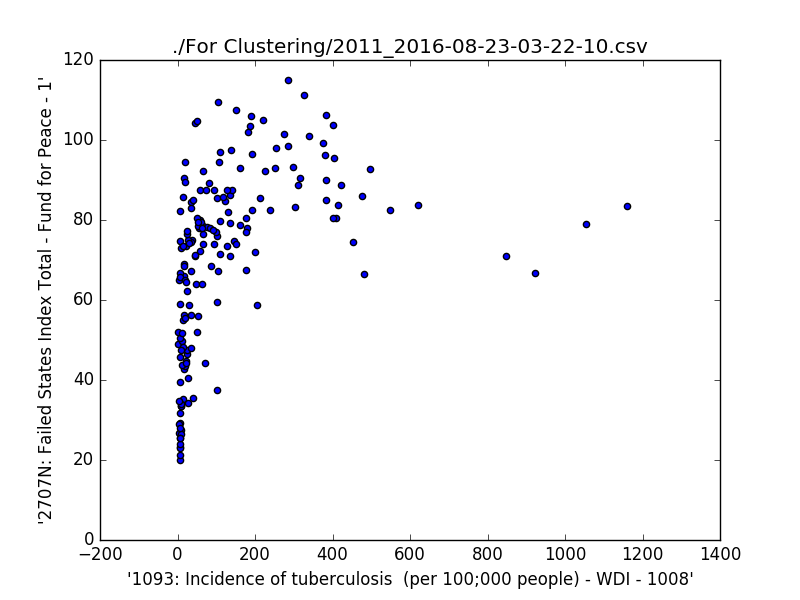 ./For Clustering/2011_2016-08-23-03-22-10.csv
'2707N: Failed States Index Total - Fund for Peace - 1'
120
100
80
60
40
20
0
−200 0 200 400 600 800 1000 1200 1400
'1093: Incidence of tuberculosis  (per 100;000 people) - WDI - 1008'